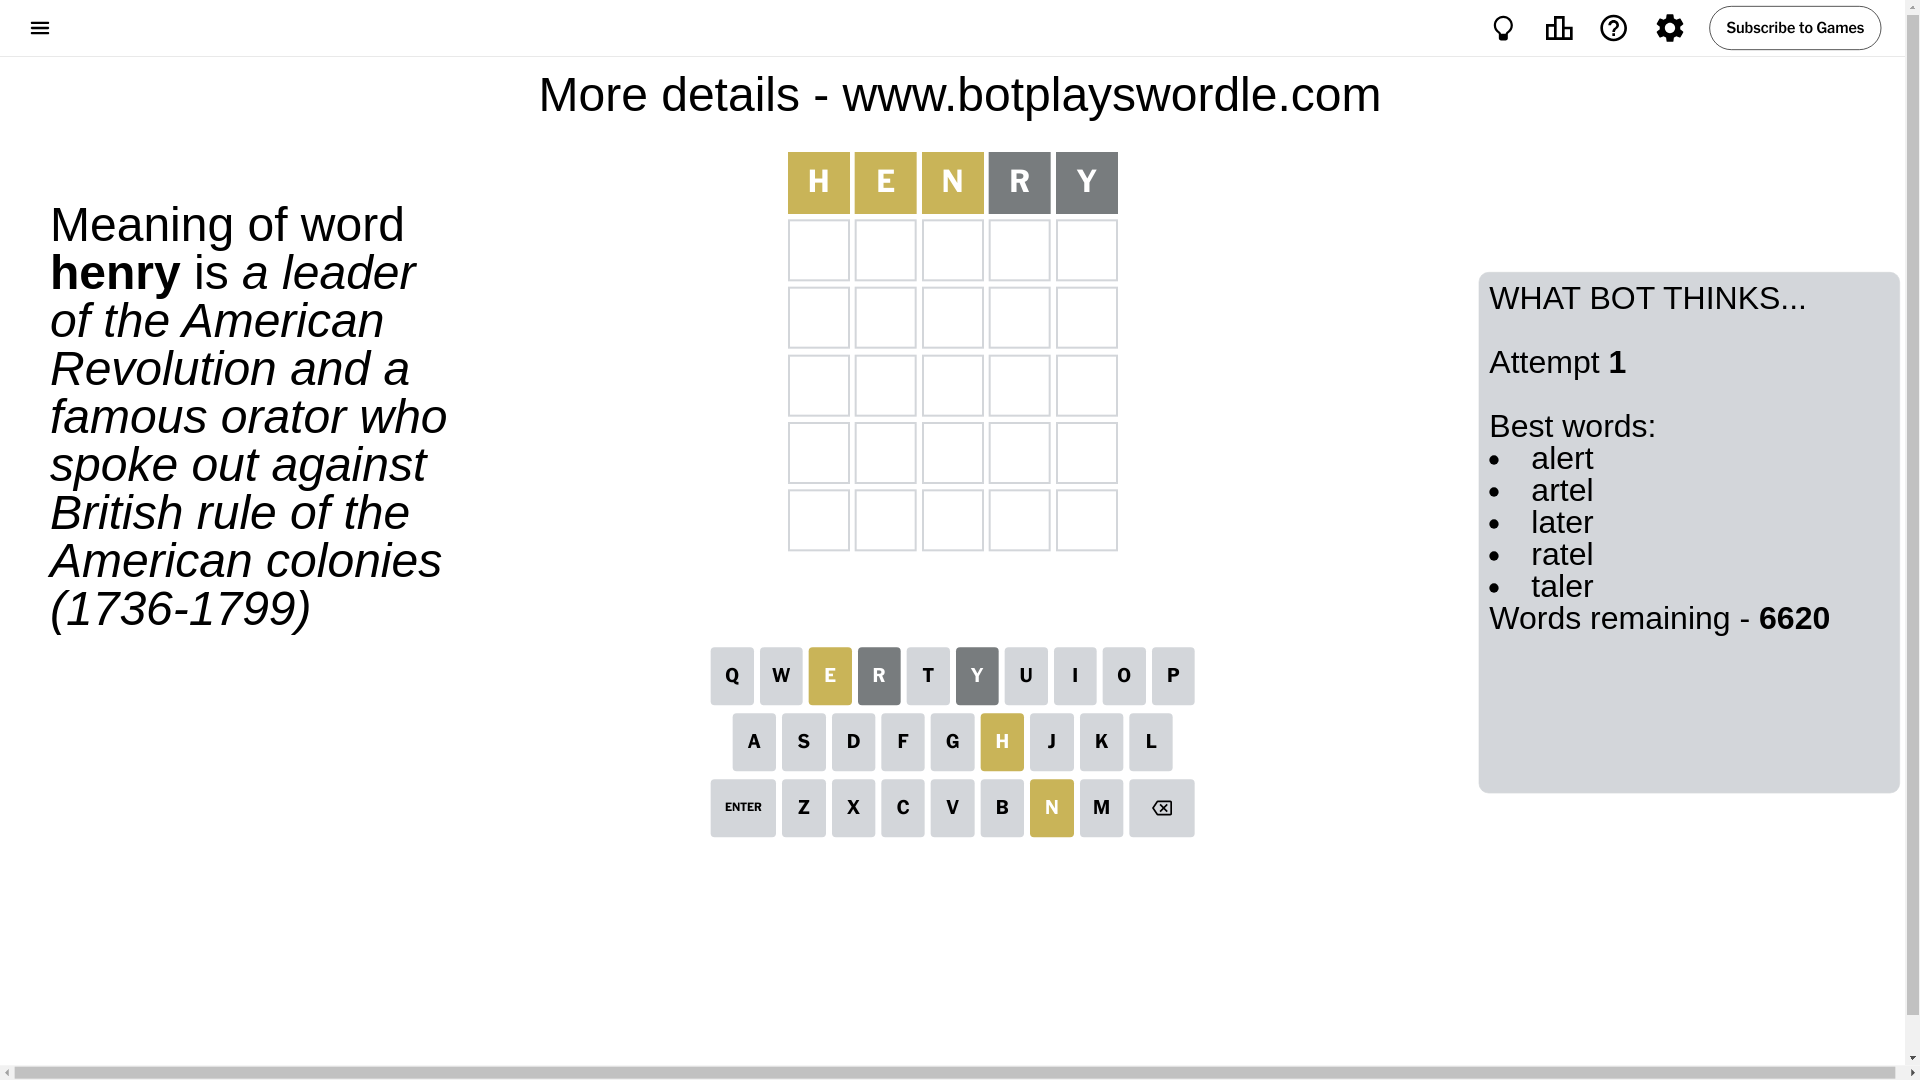 Subscribe to Games
More details - www.botplayswordle.com
Meaning of word
henry is a leader
of the American
Revolution and a
famous orator who
spoke out against
British rule of the
American colonies
(1736-1799)
H E N R Y
WHAT BOT THINKS...
Attempt 1
Best words:
• alert
• artel
• later
• ratel
• taler
Words remaining - 6620
Q W E R T Y U I O P
A S D F G H J K L
ENTER Z X C V B N M